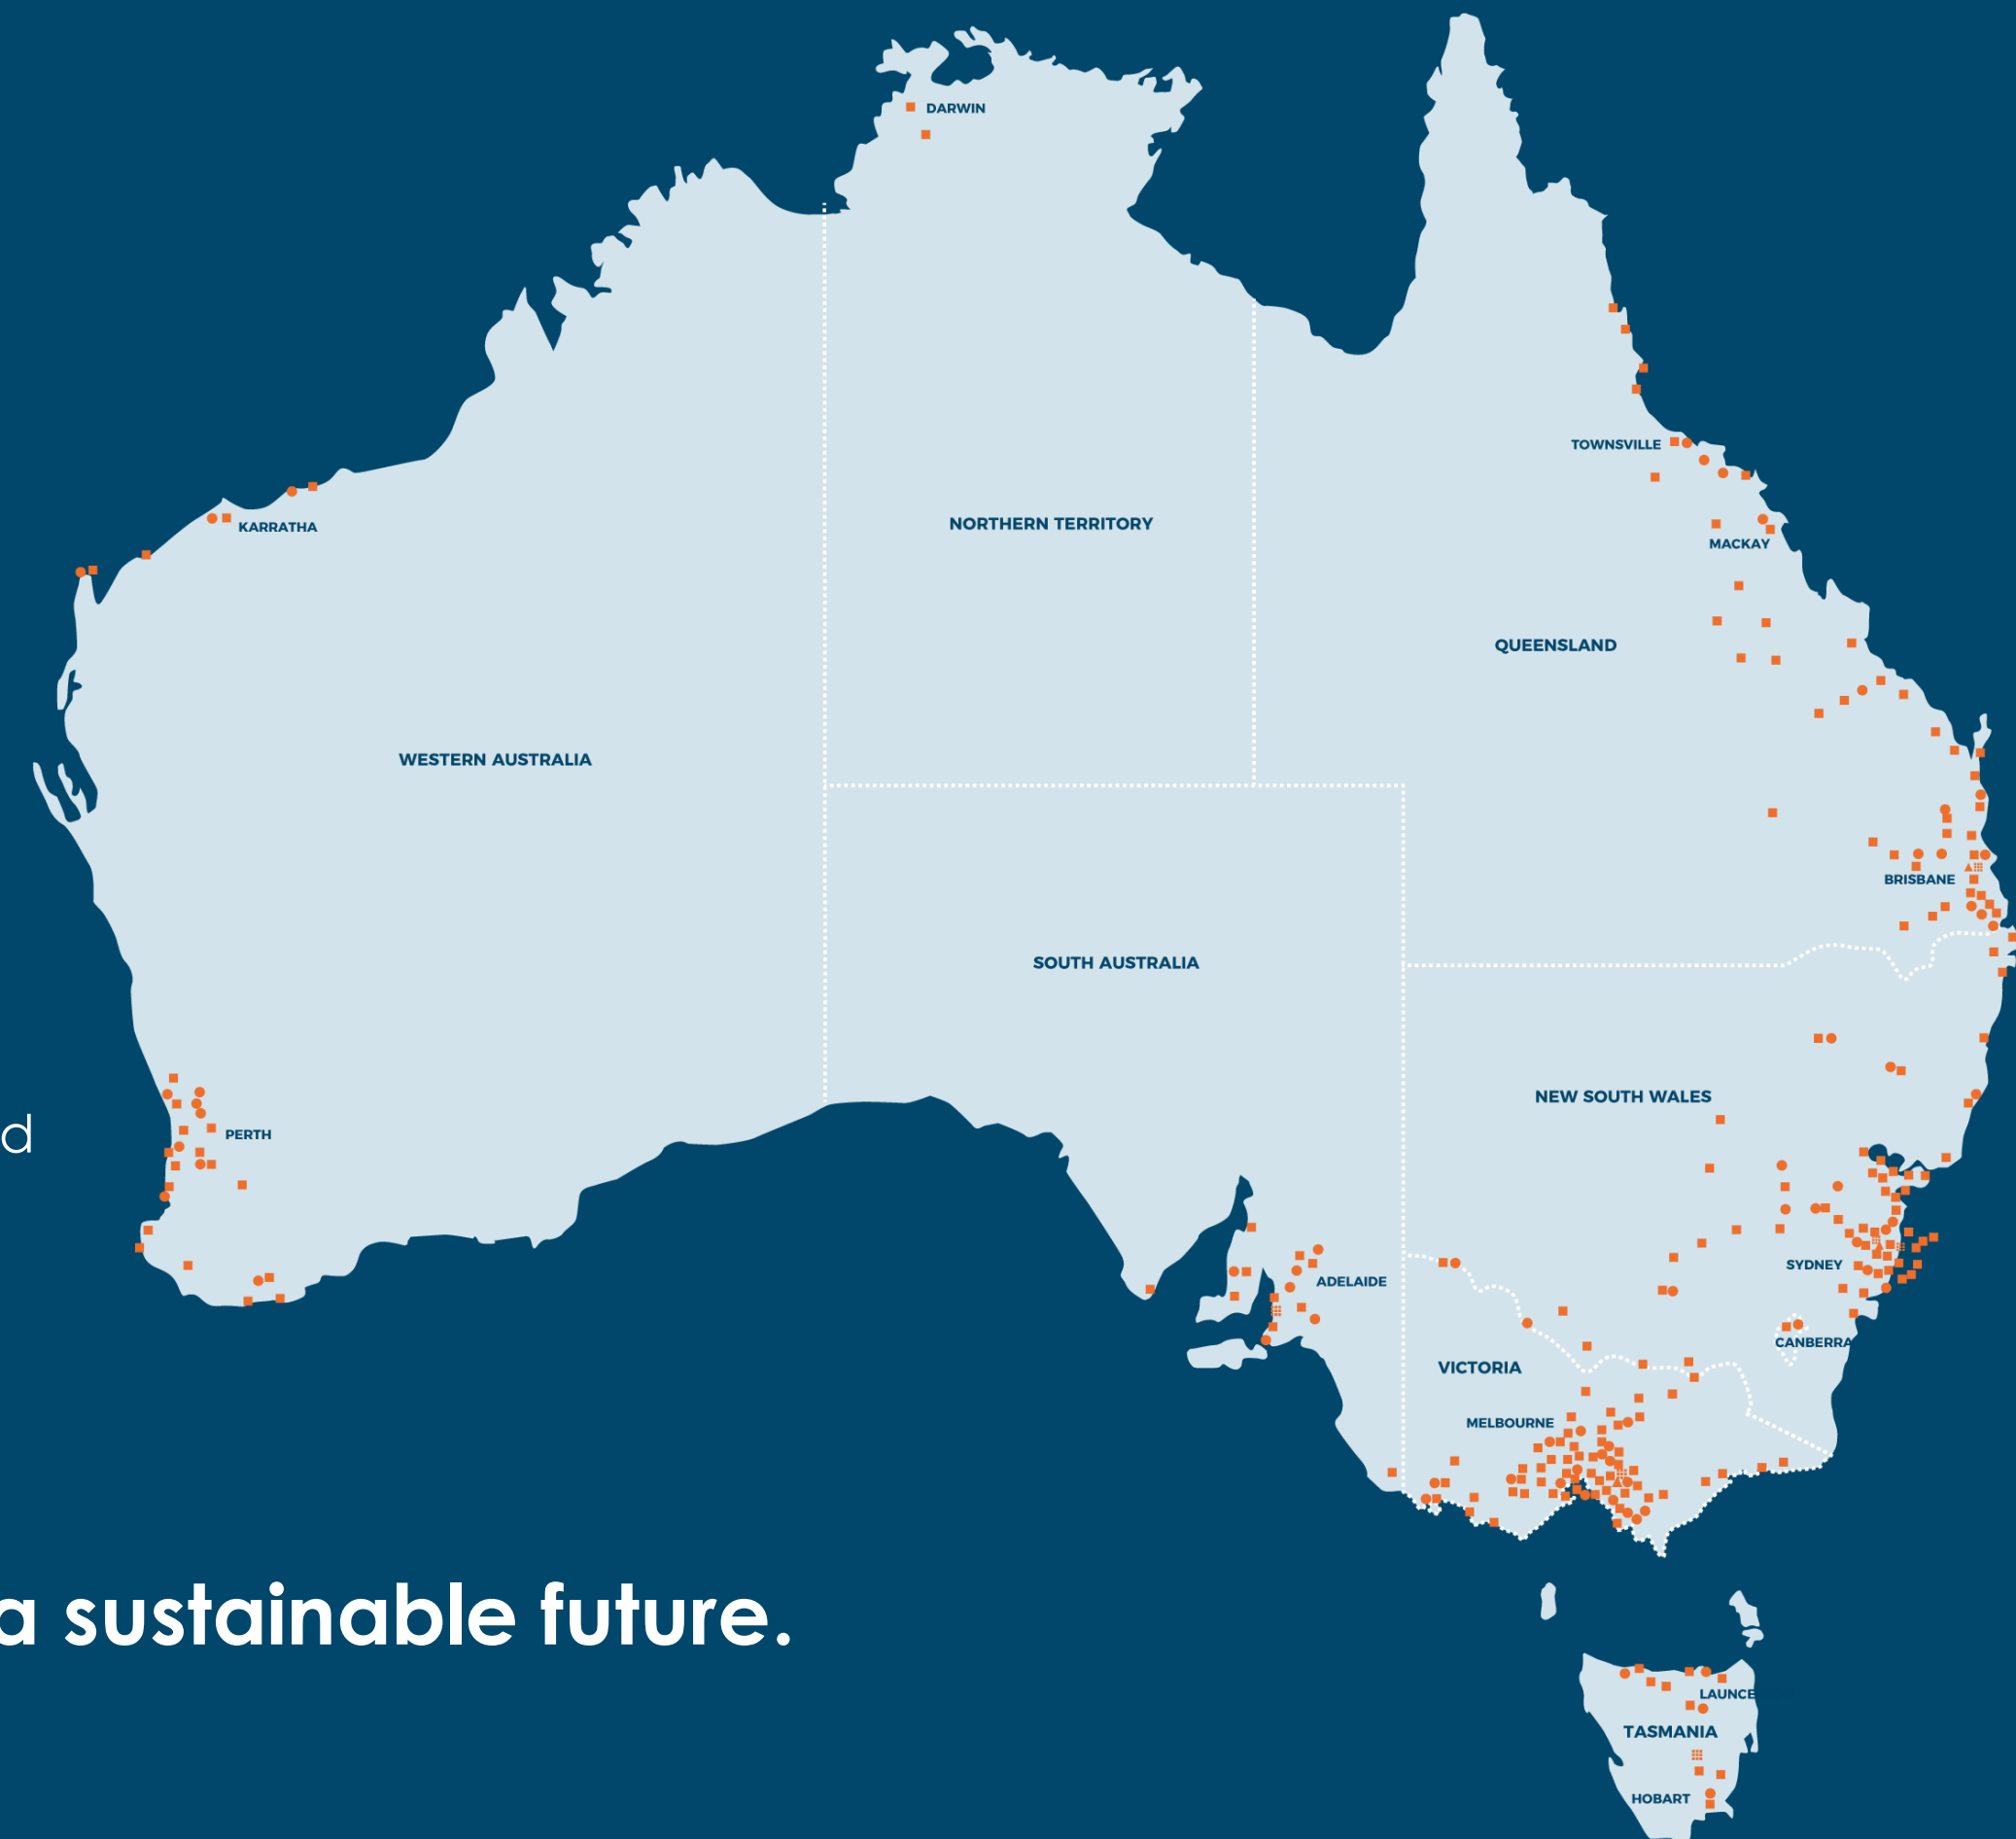 DARWIN
TOWNSVILLE
KARRATHA
NORTHERN TERRITORY
MACKAY
QUEENSLAND
WESTERN AUSTRALIA
BRISBANE
SOUTH AUSTRALIA
NEW SOUTH WALES
d
PERTH
SYDNEY
ADELAIDE
CANBERRA
VICTORIA
MELBOURNE
a sustainable future.
LAUNCE
TASMANIA
HOBART